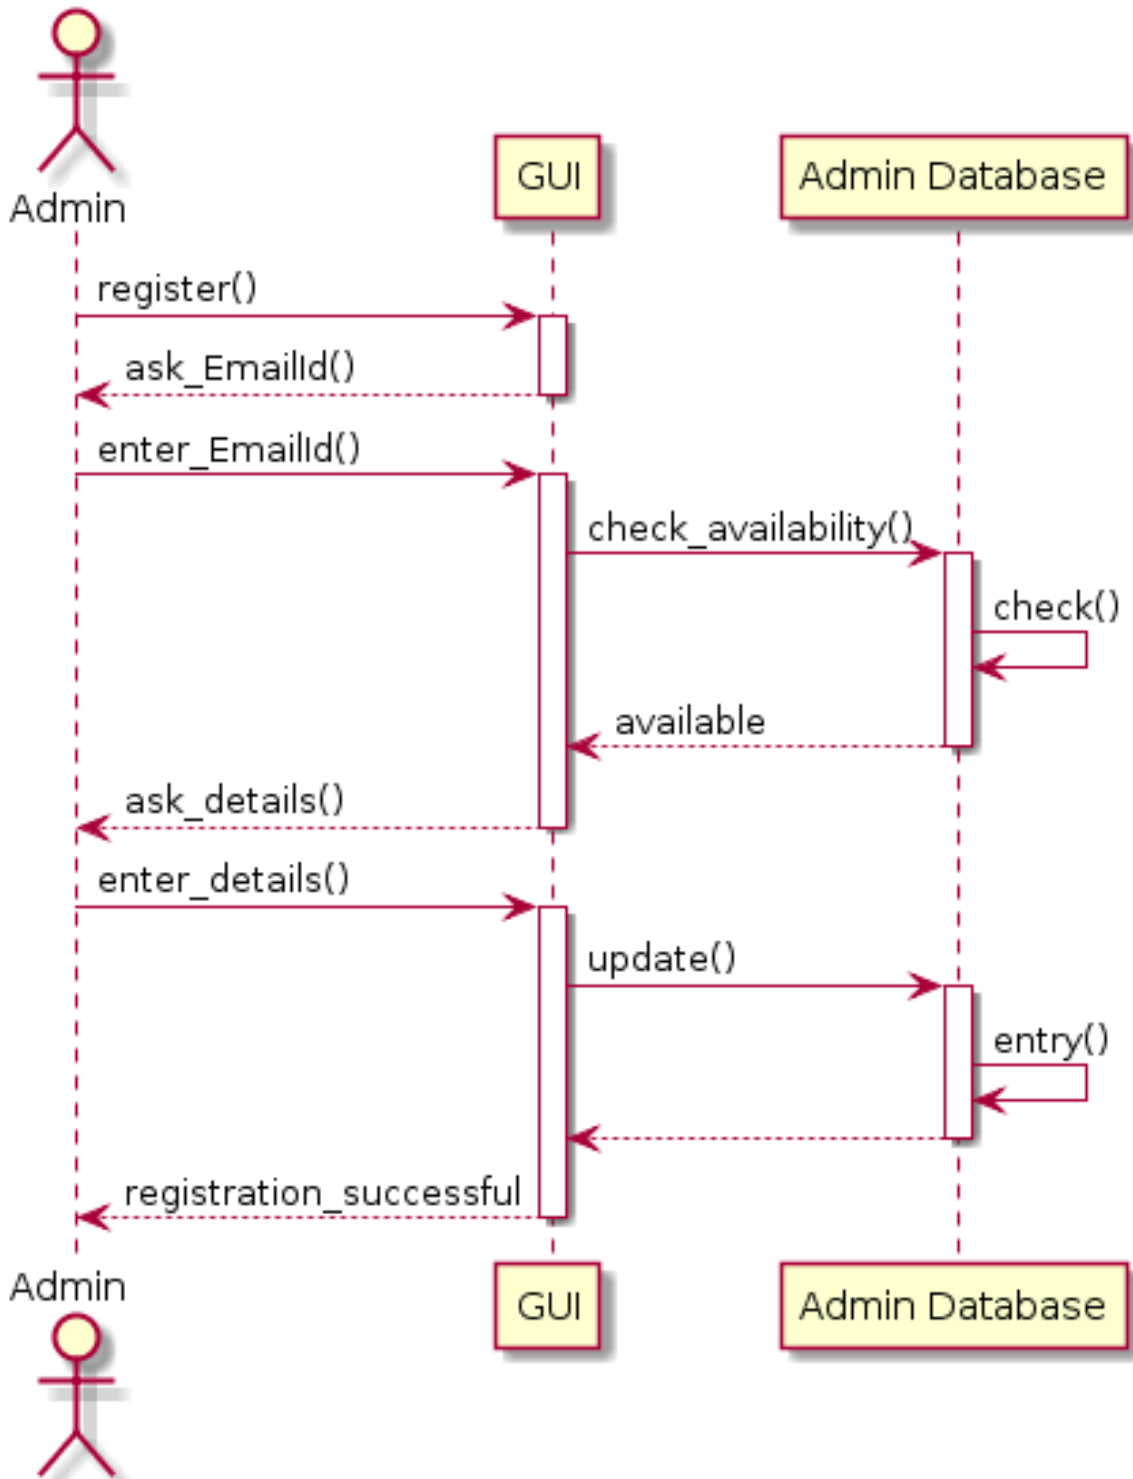 Admin
GUI
Admin Database
register()
ask_EmailId()
enter_EmailId()
check_availability()
check()
available
ask_details()
enter_details()
update()
entry()
registration_successful
Admin
GUI
Admin Database